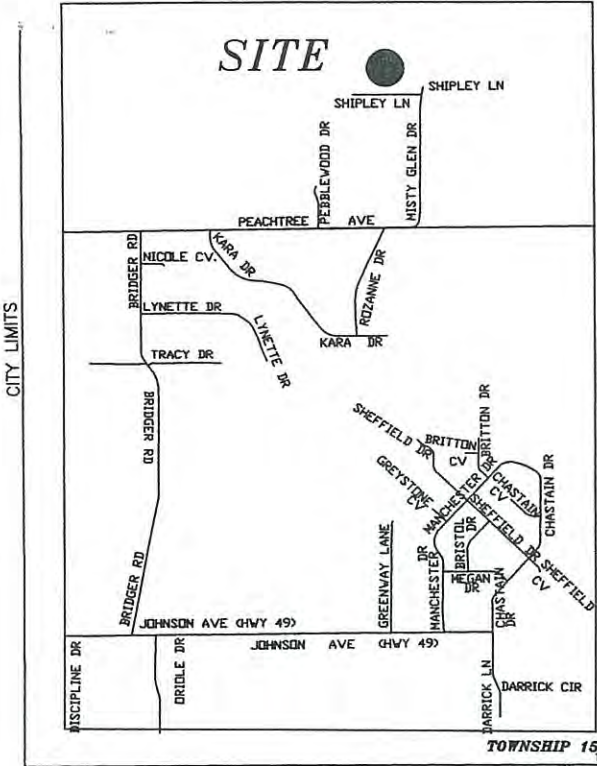 SITE
SHIPLEY LN
SHIPLEY LN
PEBBLEWOOD DR
MISTY GLEN DR
PEACHTREE AVE
BRIDGER RD
NICOLE CV.
KARA DR
ROZANNE DR
LYNETTE DR
LYNETTE DR
KARA DR
CITY LIMITS
TRACY DR
BRIDGER RD
SHEFFIELD DR
BRITTON CV
BRITTON DR
GREYSTONE CV
MANCHESTER DR
CHASTAIN CV
CHASTAIN DR
SHEFFIELD DR
SHEFFIELD CV
BRISTOL DR
MEGAN DR
MANCHESTER DR
CHASTAIN DR
GREENWAY LANE
BRIDGER RD
JOHNSON AVE (HWY 49)
JOHNSON AVE (HWY 49)
DISCIPLINE DR
ORIOLE DR
DARRICK LN
DARRICK CIR
TOWNSHIP 15